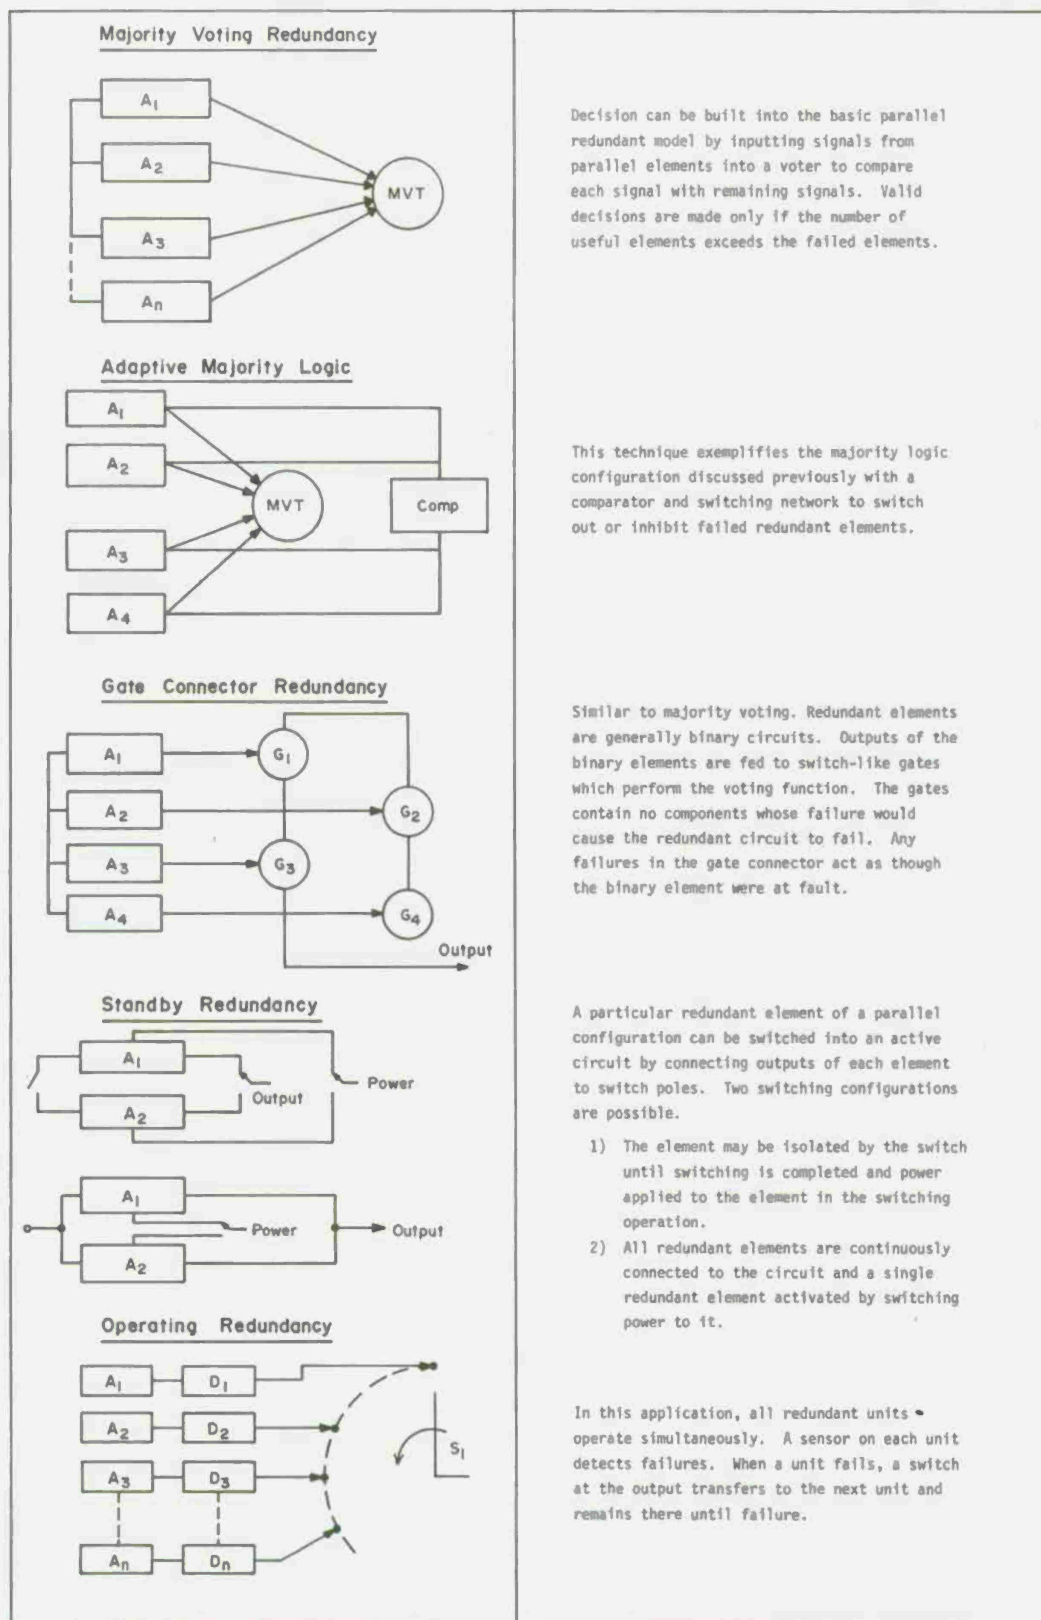 Majority Voting Redundancy
A1
A2
A3
An
MVT
Decision can be built into the basic parallel
redundant model by inputting signals from
parallel elements into a voter to compare
each signal with remaining signals. Valid
decisions are made only if the number of
useful elements exceeds the failed elements.
Adaptive Majority Logic
A1
A2
A3
A4
MVT
Comp
This technique exemplifies the majority logic
configuration discussed previously with a
comparator and switching network to switch
out or inhibit failed redundant elements.
Gate Connector Redundancy
A1
A2
A3
A4
G1
G2
G3
G4
Output
Similar to majority voting. Redundant elements
are generally binary circuits. Outputs of the
binary elements are fed to switch-like gates
which perform the voting function. The gates
contain no components whose failure would
cause the redundant circuit to fail. Any
failures in the gate connector act as though
the binary element were at fault.
Standby Redundancy
A1
A2
Output
Power
A1
A2
Power
Output
A particular redundant element of a parallel
configuration can be switched into an active
circuit by connecting outputs of each element
to switch poles. Two switching configurations
are possible.
1) The element may be isolated by the switch
until switching is completed and power
applied to the element in the switching
operation.
2) All redundant elements are continuously
connected to the circuit and a single
redundant element activated by switching
power to it.
Operating Redundancy
A1 D1
A2 D2
A3 D3
An Dn
S1
In this application, all redundant units
operate simultaneously. A sensor on each unit
detects failures. When a unit fails, a switch
at the output transfers to the next unit and
remains there until failure.